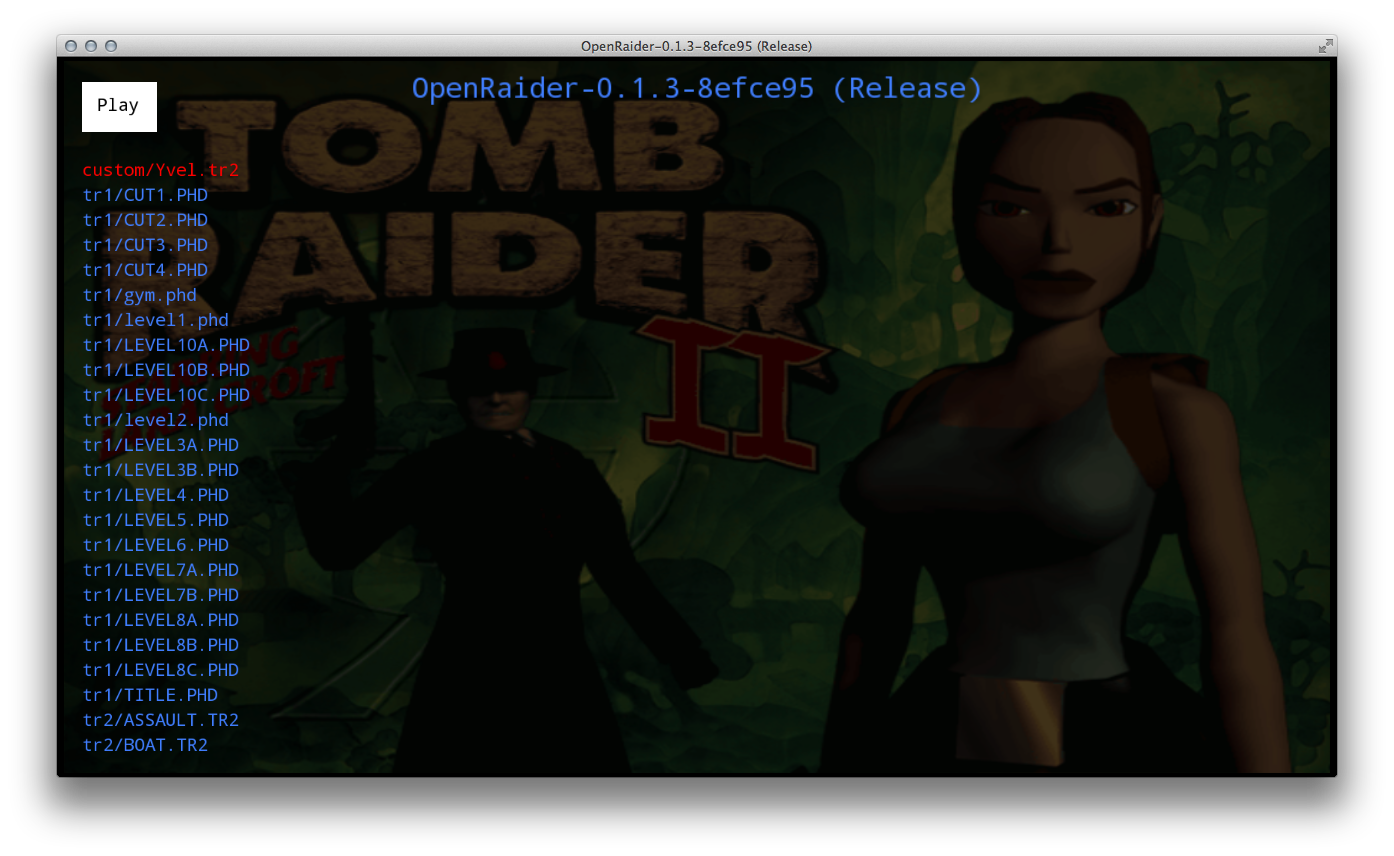 OpenRaider-0.1.3-8efce95 (Release)
OpenRaider-0.1.3-8efce95 (Release)
Play
TOMB
RAIDER
II
STARRING
LARA CROFT
custom/Yvel.tr2
tr1/CUT1.PHD
tr1/CUT2.PHD
tr1/CUT3.PHD
tr1/CUT4.PHD
tr1/gym.phd
tr1/level1.phd
tr1/LEVEL10A.PHD
tr1/LEVEL10B.PHD
tr1/LEVEL10C.PHD
tr1/level2.phd
tr1/LEVEL3A.PHD
tr1/LEVEL3B.PHD
tr1/LEVEL4.PHD
tr1/LEVEL5.PHD
tr1/LEVEL6.PHD
tr1/LEVEL7A.PHD
tr1/LEVEL7B.PHD
tr1/LEVEL8A.PHD
tr1/LEVEL8B.PHD
tr1/LEVEL8C.PHD
tr1/TITLE.PHD
tr2/ASSAULT.TR2
tr2/BOAT.TR2